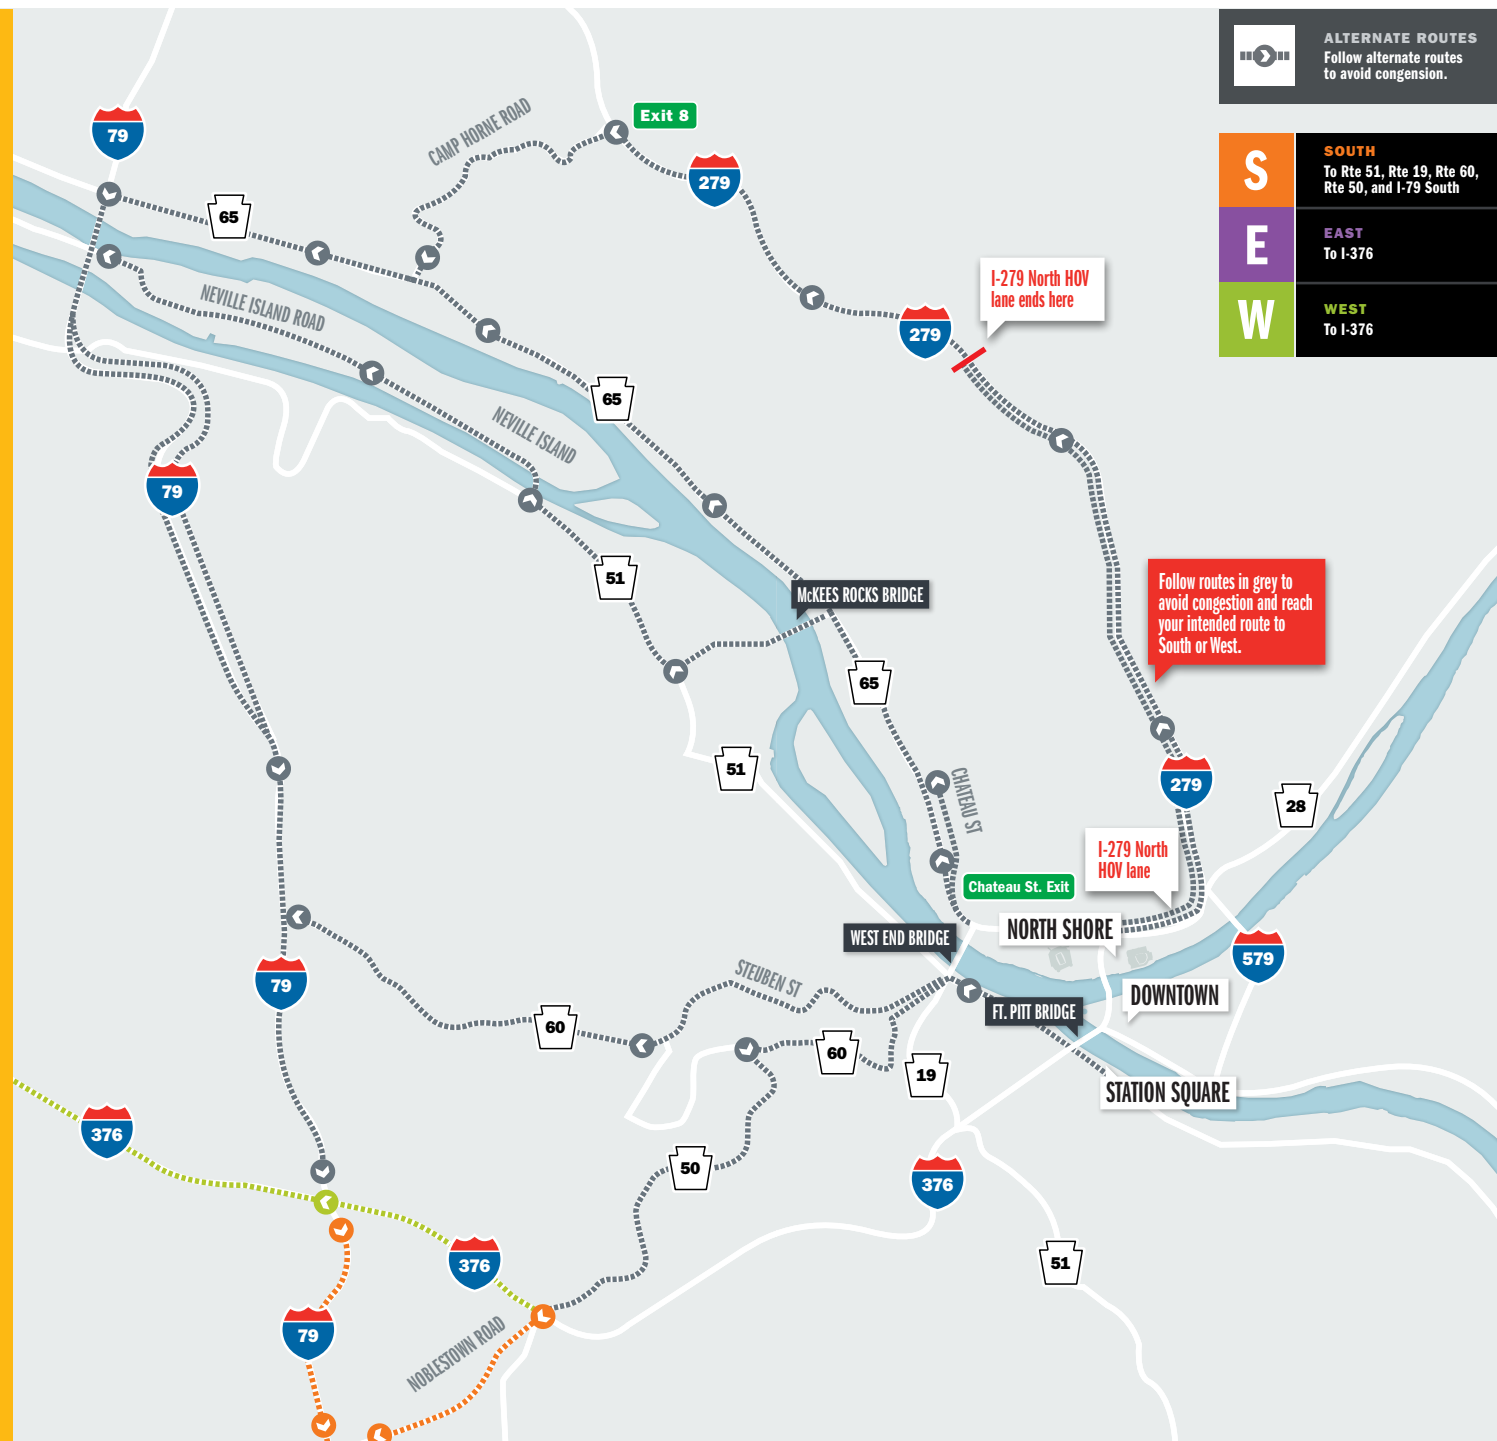 ALTERNATE ROUTES
Follow alternate routes
to avoid congension.
S
SOUTH
To Rte 51, Rte 19, Rte 60,
Rte 50, and I-79 South
E
EAST
To I-376
W
WEST
To I-376
79
CAMP HORNE ROAD
Exit 8
279
65
I-279 North HOV
lane ends here
NEVILLE ISLAND ROAD
279
65
NEVILLE ISLAND
79
51
McKEES ROCKS BRIDGE
Follow routes in grey to
avoid congestion and reach
your intended route to
South or West.
65
51
CHATEAU ST
279
28
I-279 North
HOV lane
Chateau St. Exit
NORTH SHORE
WEST END BRIDGE
579
79
STEUBEN ST
DOWNTOWN
FT. PITT BRIDGE
60
60
19
STATION SQUARE
376
50
376
376
51
79
NOBLESTOWN ROAD